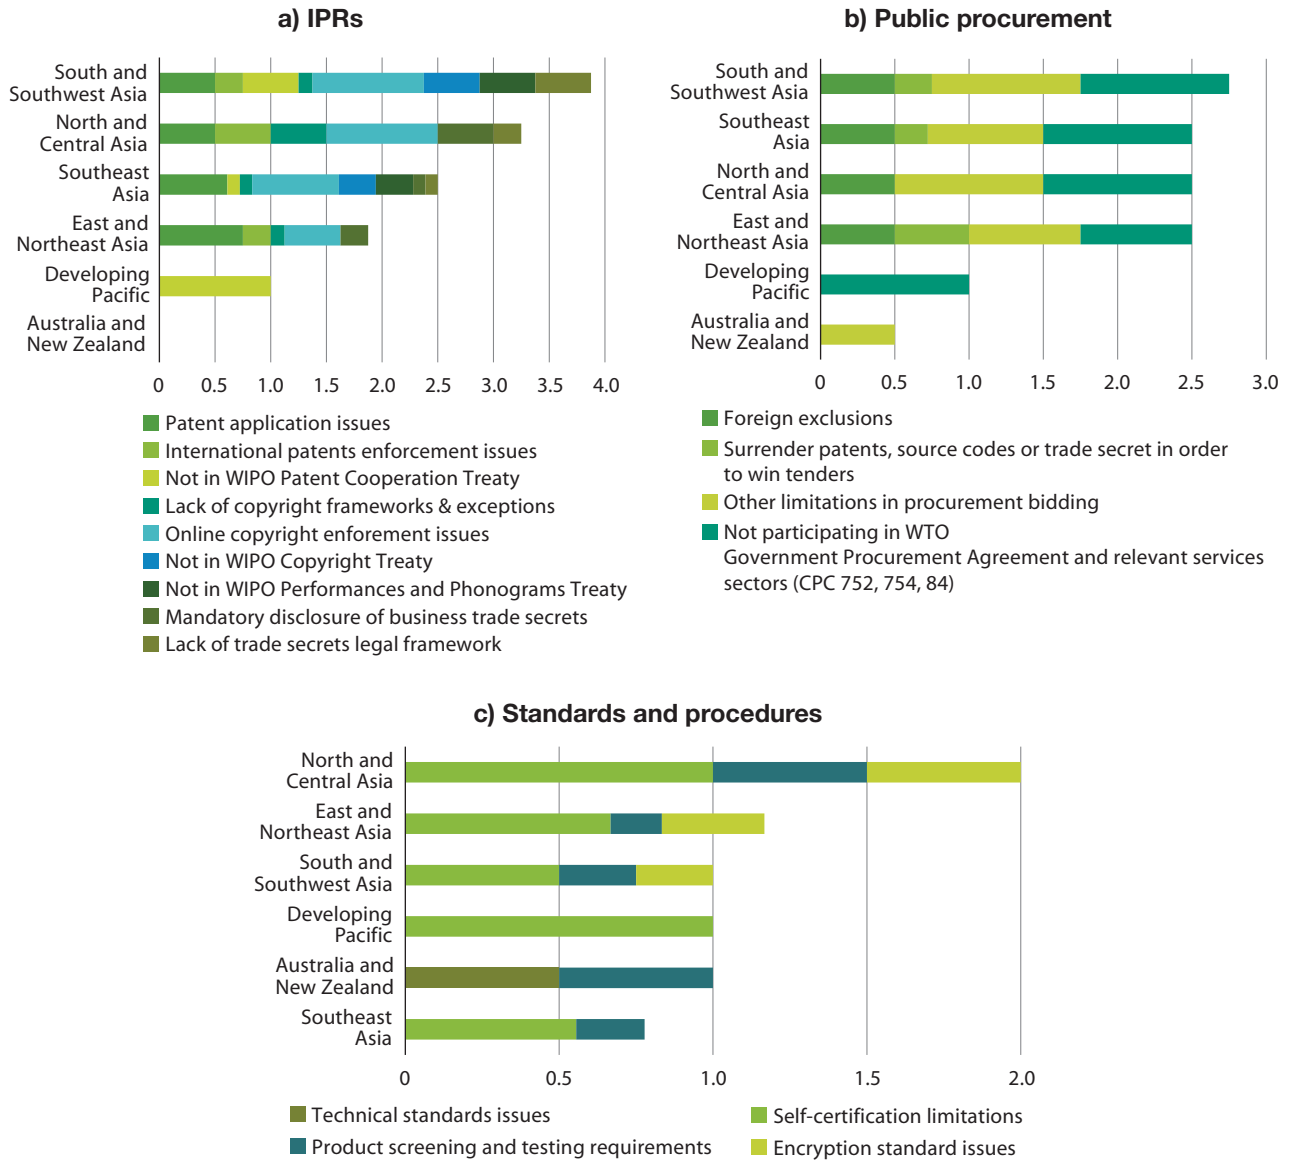 a) IPRs
South and
Southwest Asia
North and
Central Asia
Southeast
Asia
East and
Northeast Asia
Developing
Pacific
Australia and
New Zealand
0 0.5 1.0 1.5 2.0 2.5 3.0 3.5 4.0
Patent application issues
International patents enforcement issues
Not in WIPO Patent Cooperation Treaty
Lack of copyright frameworks & exceptions
Online copyright enforement issues
Not in WIPO Copyright Treaty
Not in WIPO Performances and Phonograms Treaty
Mandatory disclosure of business trade secrets
Lack of trade secrets legal framework
b) Public procurement
South and
Southwest Asia
Southeast
Asia
North and
Central Asia
East and
Northeast Asia
Developing
Pacific
Australia and
New Zealand
0 0.5 1.0 1.5 2.0 2.5 3.0
Foreign exclusions
Surrender patents, source codes or trade secret in order
to win tenders
Other limitations in procurement bidding
Not participating in WTO
Government Procurement Agreement and relevant services
sectors (CPC 752, 754, 84)
c) Standards and procedures
North and
Central Asia
East and
Northeast Asia
South and
Southwest Asia
Developing
Pacific
Australia and
New Zealand
Southeast
Asia
0 0.5 1.0 1.5 2.0
Technical standards issues
Self-certification limitations
Product screening and testing requirements
Encryption standard issues